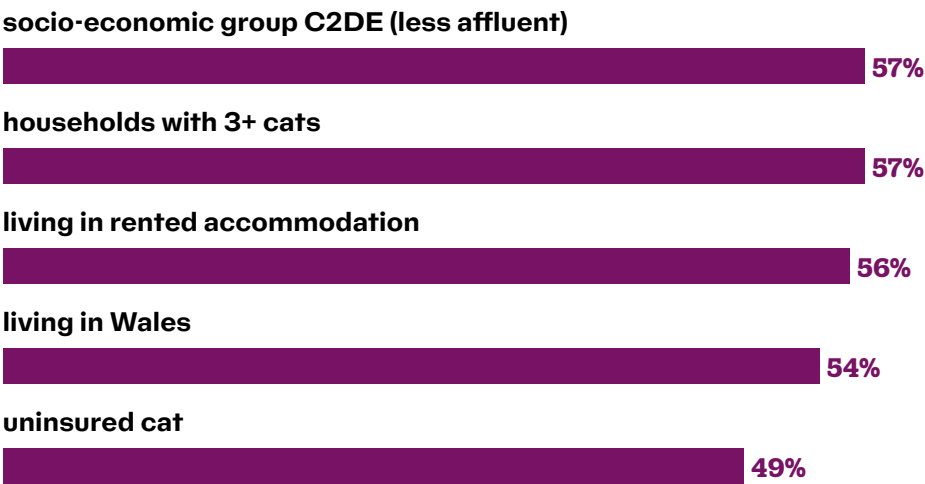 socio-economic group C2DE (less affluent)
57%
households with 3+ cats
57%
living in rented accommodation
56%
living in Wales
54%
uninsured cat
49%